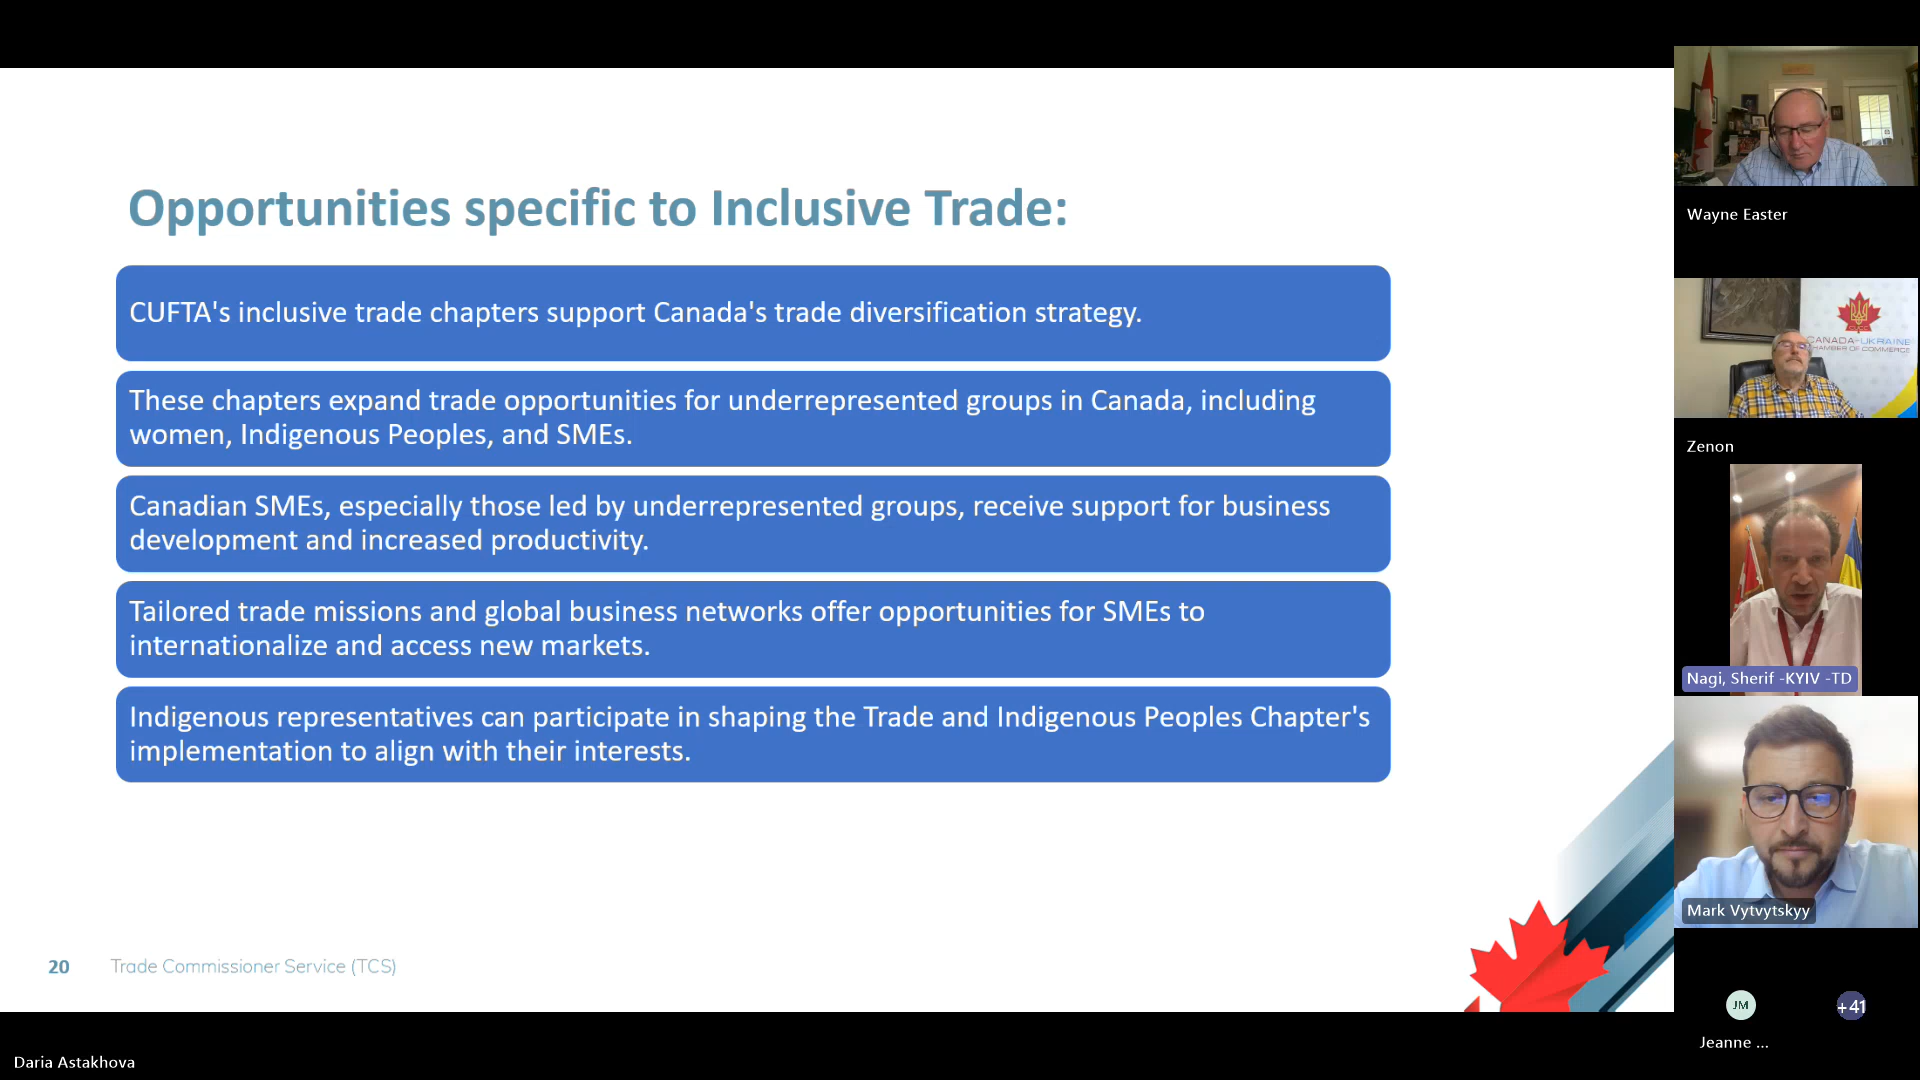 Opportunities specific to Inclusive Trade:
CUFTA's inclusive trade chapters support Canada's trade diversification strategy.
These chapters expand trade opportunities for underrepresented groups in Canada, including
women, Indigenous Peoples, and SMEs.
Canadian SMEs, especially those led by underrepresented groups, receive support for business
development and increased productivity.
Tailored trade missions and global business networks offer opportunities for SMEs to
internationalize and access new markets.
Indigenous representatives can participate in shaping the Trade and Indigenous Peoples Chapter's
implementation to align with their interests.
20 Trade Commissioner Service (TCS)
Daria Astakhova
Wayne Easter
CANADA-UKRAINE
CHAMBER OF COMMERCE
Zenon
Nagi, Sherif -KYIV -TD
Mark Vytvytskyy
JM
+41
Jeanne ...